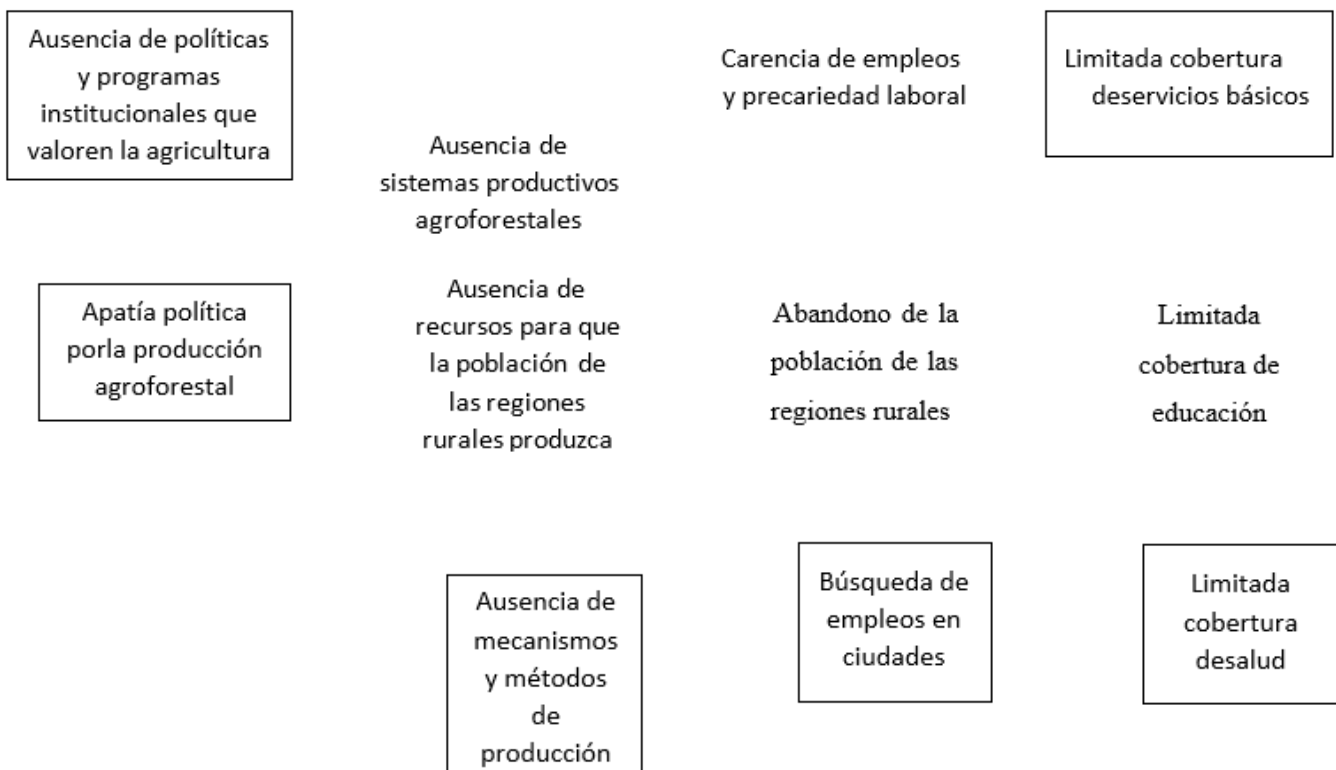 Ausencia de políticas
y programas
institucionales que
valoren la agricultura
Ausencia de
sistemas productivos
agroforestales
Carencia de empleos
y precariedad laboral
Limitada cobertura
deservicios básicos
Apatía política
porla producción
agroforestal
Ausencia de
recursos para que
la población de
las regiones
rurales produzca
Abandono de la
población de las
regiones rurales
Limitada
cobertura de
educación
Ausencia de
mecanismos
y métodos
de
producción
Búsqueda de
empleos en
ciudades
Limitada
cobertura
desalud